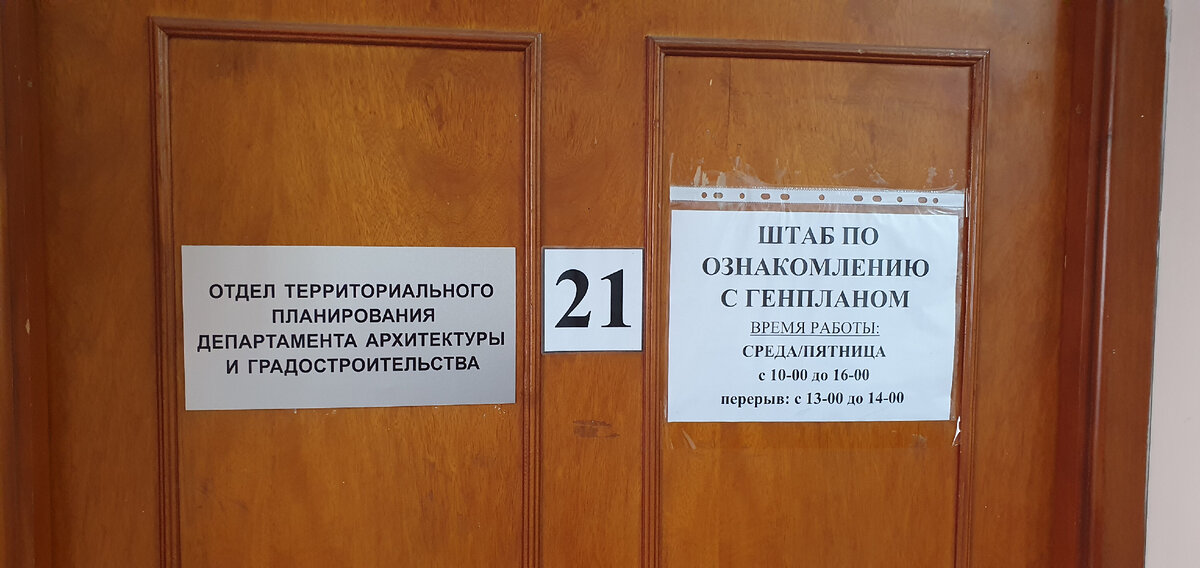 ОТДЕЛ ТЕРРИТОРИАЛЬНОГО
ПЛАНИРОВАНИЯ
ДЕПАРТАМЕНТА АРХИТЕКТУРЫ
И ГРАДОСТРОИТЕЛЬСТВА
21
ШТАБ ПО
ОЗНАКОМЛЕНИЮ
С ГЕНПЛАНОМ
ВРЕМЯ РАБОТЫ:
СРЕДА/ПЯТНИЦА
с 10-00 до 16-00
перерыв: с 13-00 до 14-00